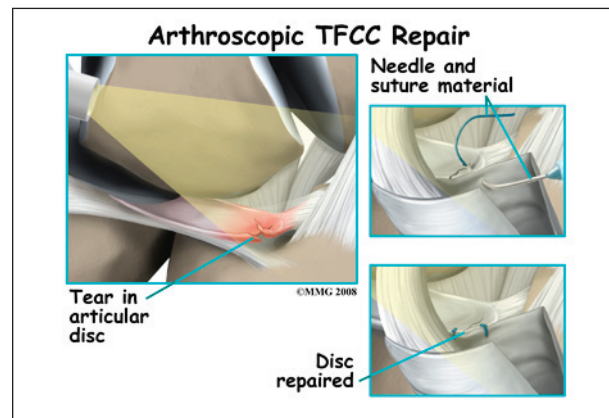 Arthroscopic TFCC Repair
Needle and
suture material
©MMG 2008
Tear in
articular
disc
Disc
repaired